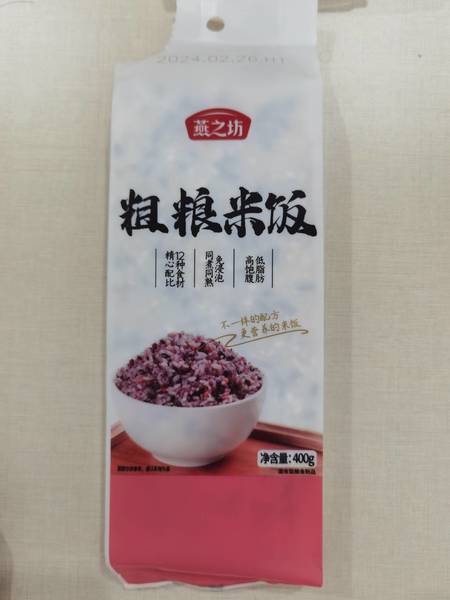 2024.02.26.H1
燕之坊
粗粮米饭
12种食材
精心配比
免浸泡
同煮同熟
低脂肪
高饱腹
不一样的配方
更营养的米饭
净含量:400g